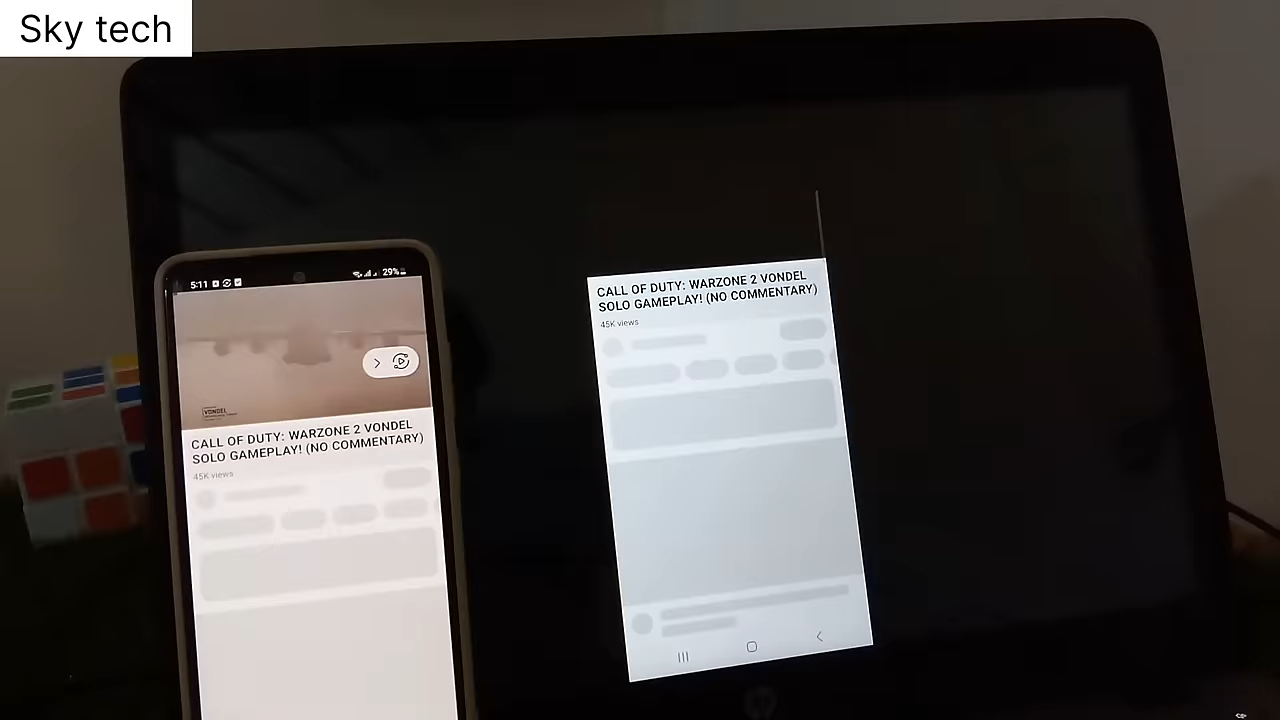 Sky tech
5:11
29%
VONDEL
CALL OF DUTY: WARZONE 2 VONDEL
SOLO GAMEPLAY! (NO COMMENTARY)
45K views
CALL OF DUTY: WARZONE 2 VONDEL
SOLO GAMEPLAY! (NO COMMENTARY)
45K views